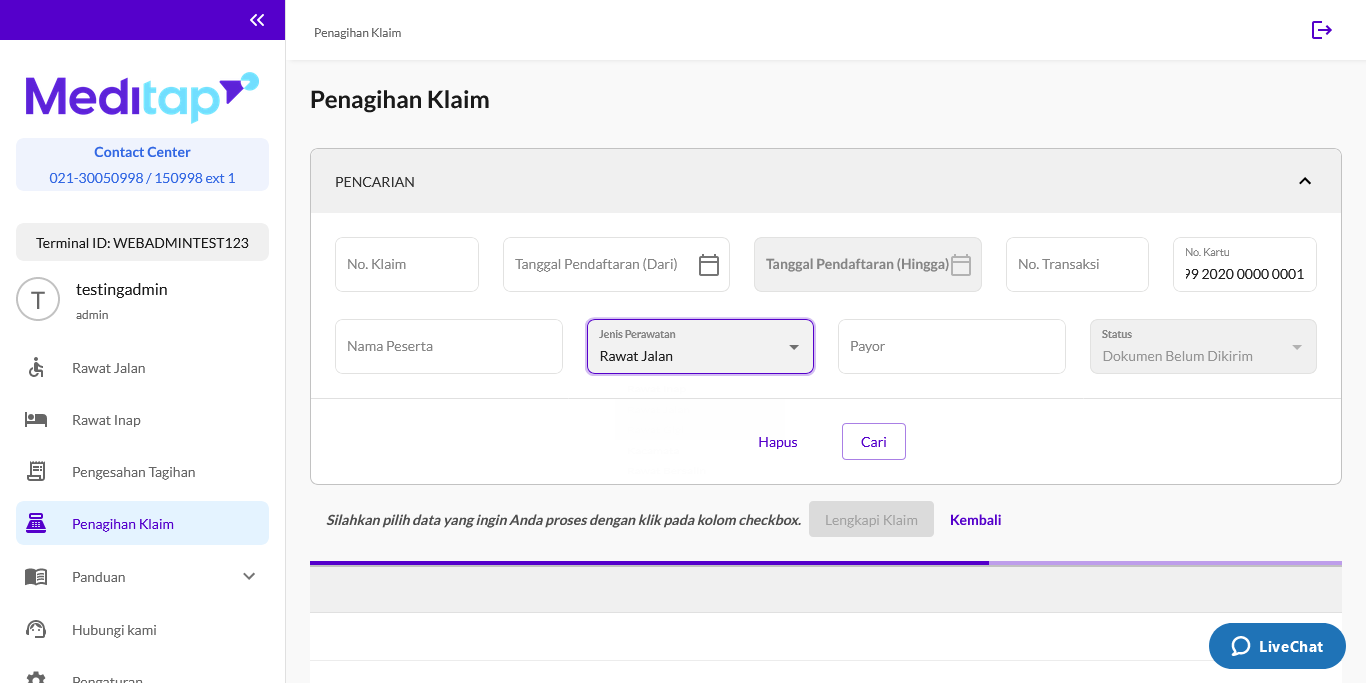 Penagihan Klaim
Meditap
Contact Center
021-30050998 / 150998 ext 1
Terminal ID: WEBADMINTEST123
T
testingadmin
admin
Rawat Jalan
Rawat Inap
Pengesahan Tagihan
Penagihan Klaim
Panduan
Hubungi kami
Pengaturan
Penagihan Klaim
PENCARIAN
No. Klaim
Tanggal Pendaftaran (Dari)
Tanggal Pendaftaran (Hingga)
No. Transaksi
No. Kartu
99 2020 0000 0001
Nama Peserta
Jenis Perawatan
Rawat Jalan
Payor
Status
Dokumen Belum Dikirim
Hapus
Cari
Silahkan pilih data yang ingin Anda proses dengan klik pada kolom checkbox.
Lengkapi Klaim
Kembali
LiveChat